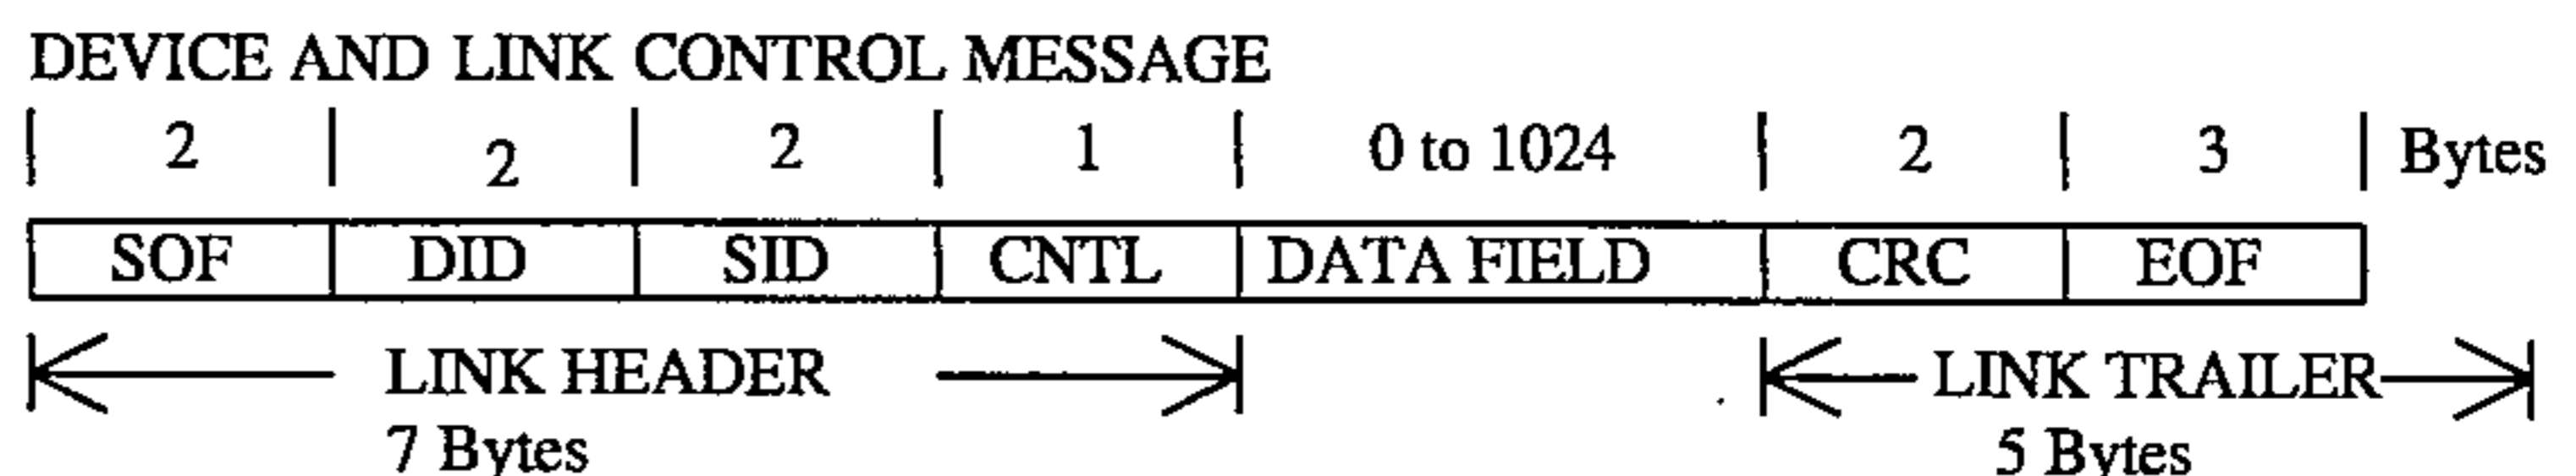 DEVICE AND LINK CONTROL MESSAGE
| 2 | 2 | 2 | 1 | 0 to 1024 | 2 | 3 | Bytes
SOF DID SID CNTL DATA FIELD CRC EOF
LINK HEADER LINK TRAILER
7 Bytes 5 Bytes